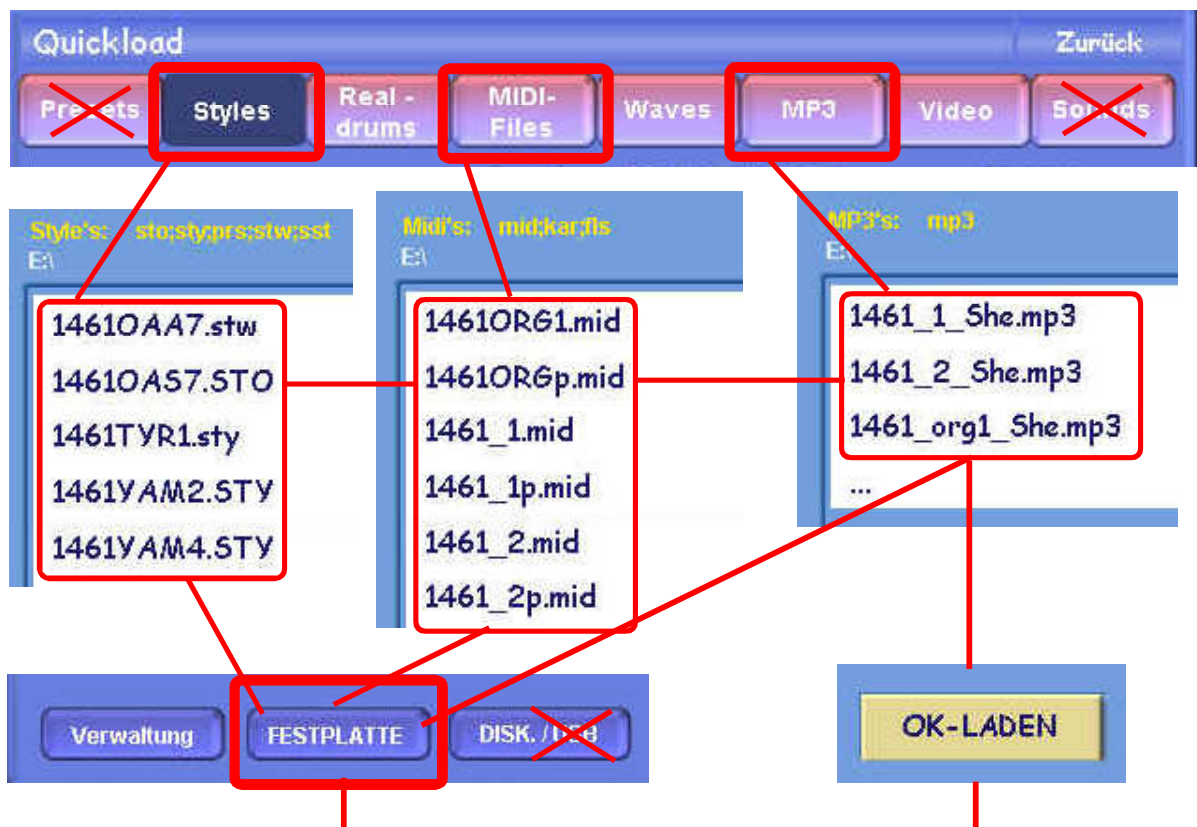 Quickload
Zurück
Presets
Styles
Real -
drums
MIDI-
Files
Waves
MP3
Video
Sounds
Style's: sto;sty;prs;stw;sst
E:\
1461OAA7.stw
1461OAS7.STO
1461TYR1.sty
1461YAM2.STY
1461YAM4.STY
Midi's: mid;kar;fls
E:\
1461ORG1.mid
1461ORGp.mid
1461_1.mid
1461_1p.mid
1461_2.mid
1461_2p.mid
MP3's: mp3
E:\
1461_1_She.mp3
1461_2_She.mp3
1461_org1_She.mp3
...
Verwaltung
FESTPLATTE
DISK. / USB
OK-LADEN